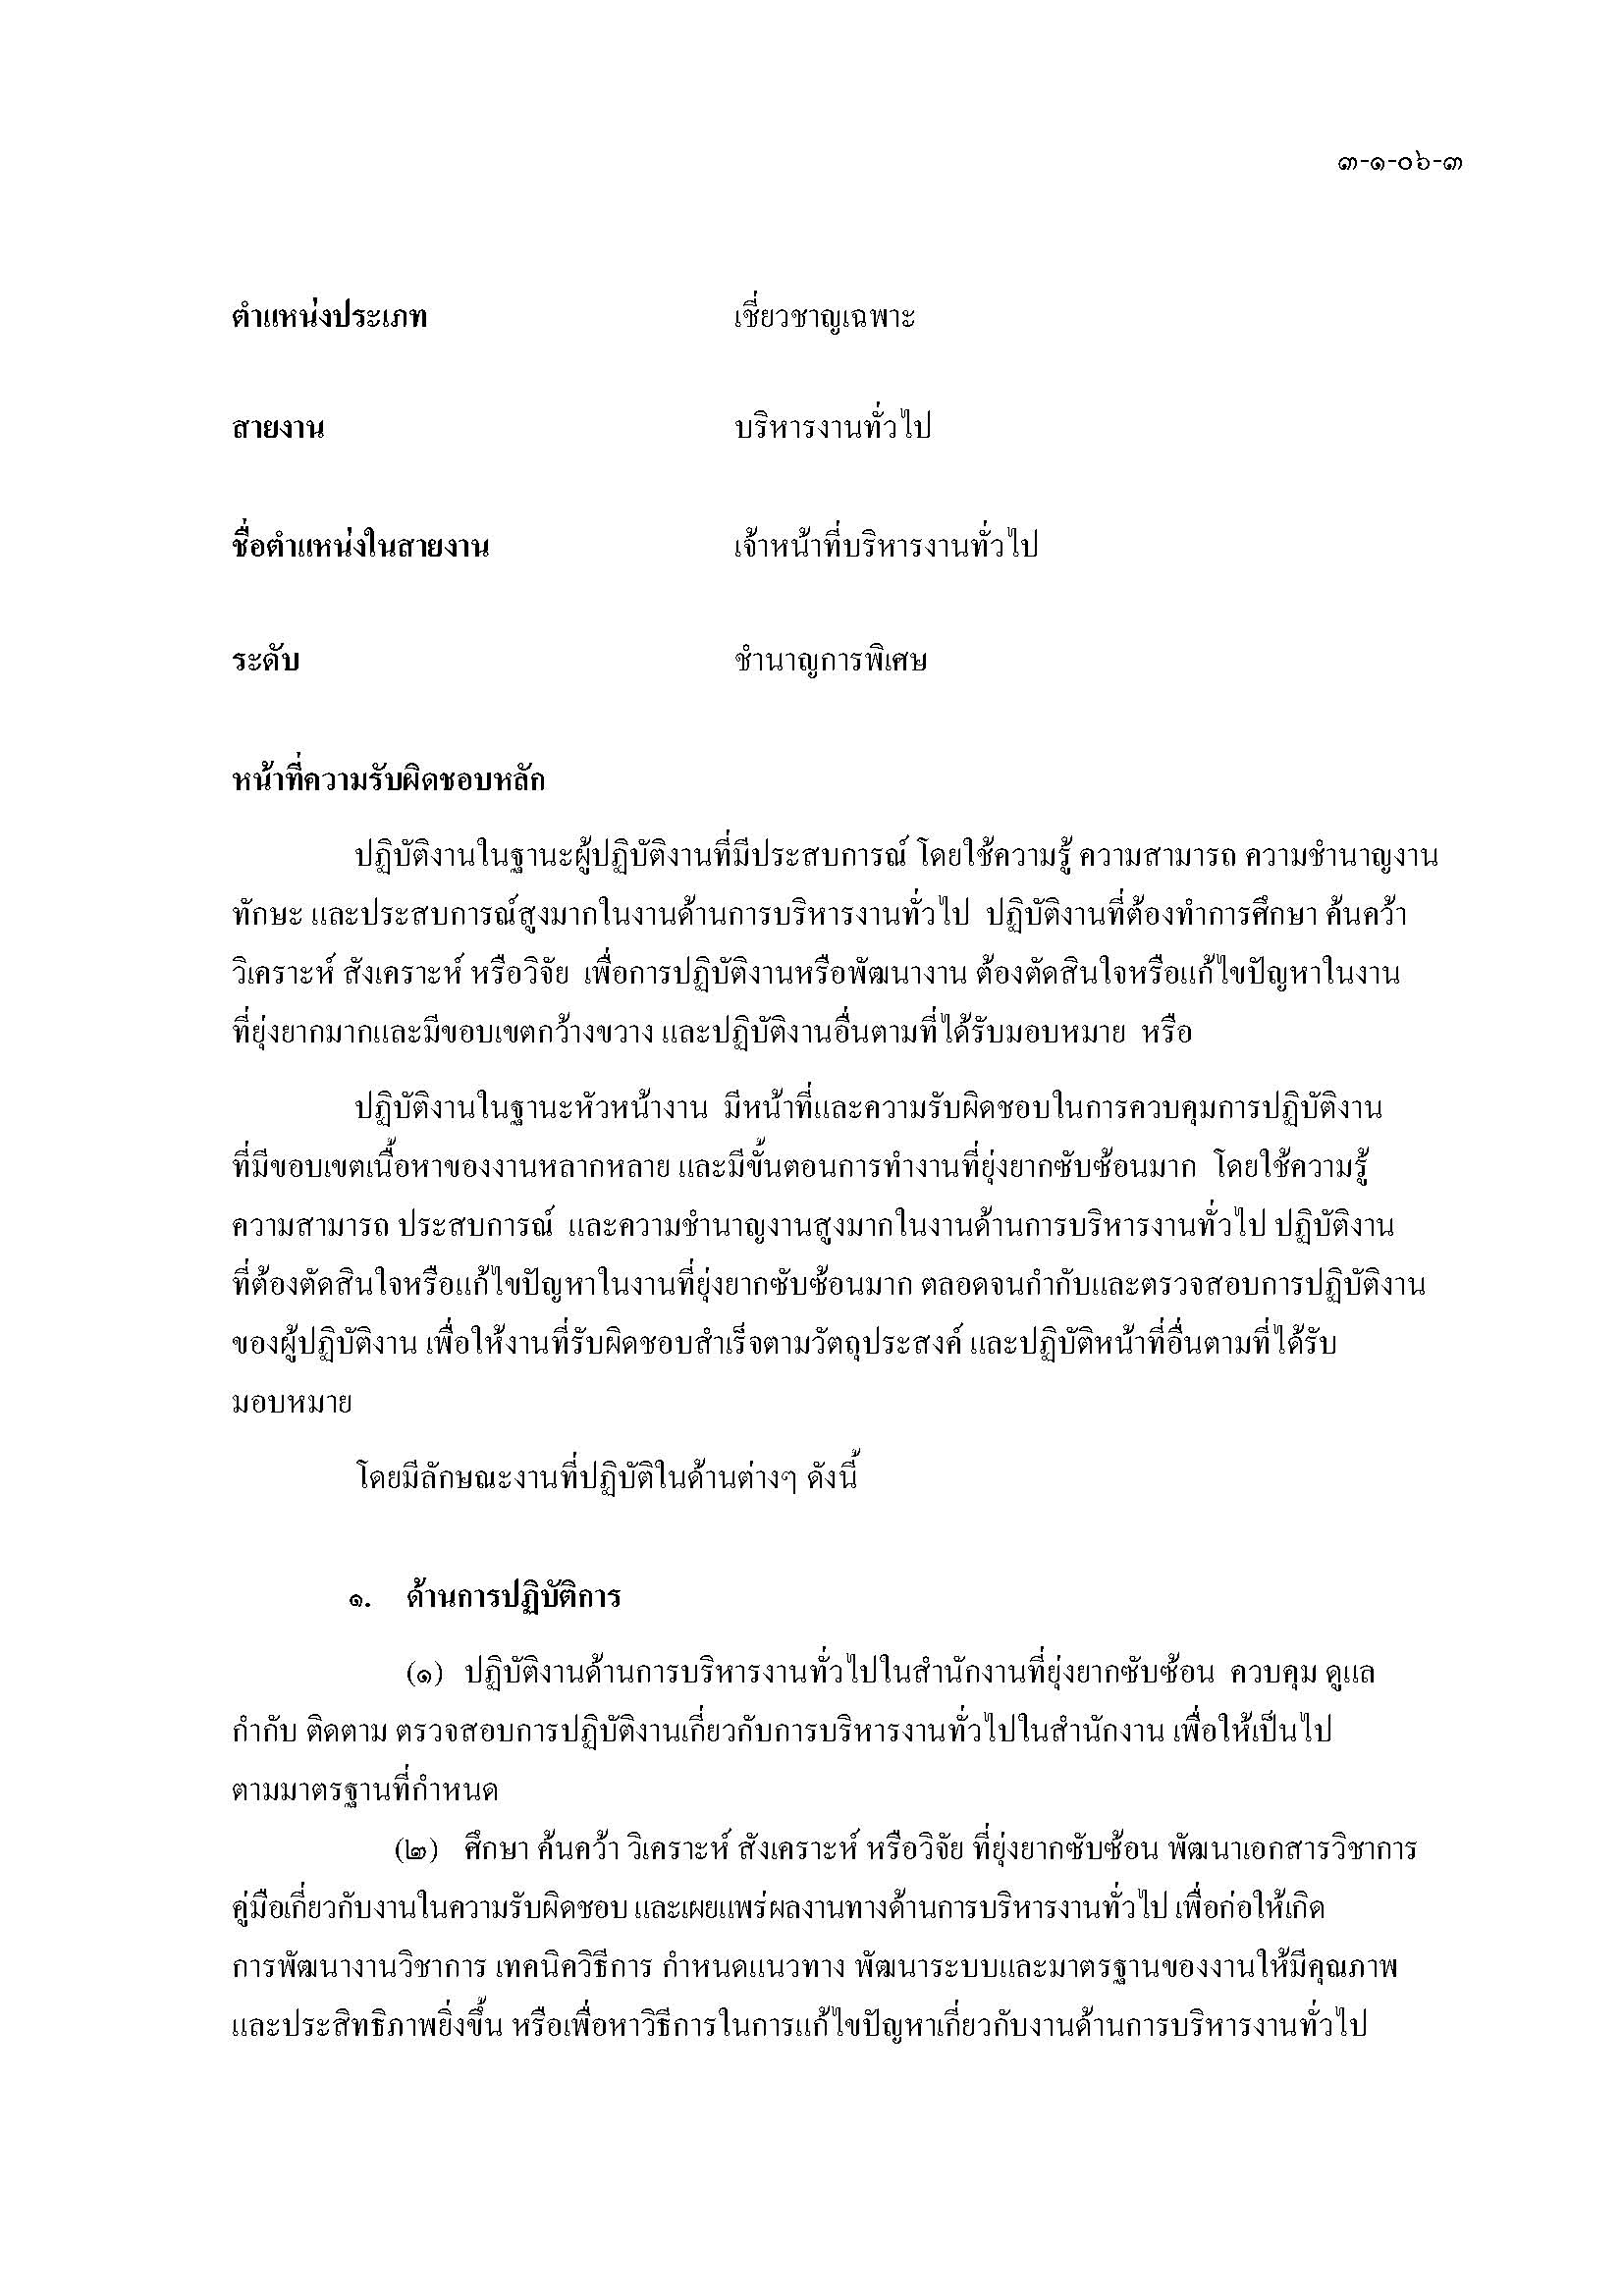 ๓-๑-๐๖-๓
ตำแหน่งประเภท เชี่ยวชาญเฉพาะ
สายงาน บริหารงานทั่วไป
ชื่อตำแหน่งในสายงาน เจ้าหน้าที่บริหารงานทั่วไป
ระดับ ชำนาญการพิเศษ
หน้าที่ความรับผิดชอบหลัก
ปฏิบัติงานในฐานะผู้ปฏิบัติงานที่มีประสบการณ์ โดยใช้ความรู้ ความสามารถ ความชำนาญงาน
ทักษะ และประสบการณ์สูงมากในงานด้านการบริหารงานทั่วไป ปฏิบัติงานที่ต้องทำการศึกษา ค้นคว้า
วิเคราะห์ สังเคราะห์ หรือวิจัย เพื่อการปฏิบัติงานหรือพัฒนางาน ต้องตัดสินใจหรือแก้ไขปัญหาในงาน
ที่ยุ่งยากมากและมีขอบเขตกว้างขวาง และปฏิบัติงานอื่นตามที่ได้รับมอบหมาย หรือ
ปฏิบัติงานในฐานะหัวหน้างาน มีหน้าที่และความรับผิดชอบในการควบคุมการปฏิบัติงาน
ที่มีขอบเขตเนื้อหาของงานหลากหลาย และมีขั้นตอนการทำงานที่ยุ่งยากซับซ้อนมาก โดยใช้ความรู้
ความสามารถ ประสบการณ์ และความชำนาญงานสูงมากในงานด้านการบริหารงานทั่วไป ปฏิบัติงาน
ที่ต้องตัดสินใจหรือแก้ไขปัญหาในงานที่ยุ่งยากซับซ้อนมาก ตลอดจนกำกับและตรวจสอบการปฏิบัติงาน
ของผู้ปฏิบัติงาน เพื่อให้งานที่รับผิดชอบสำเร็จตามวัตถุประสงค์ และปฏิบัติหน้าที่อื่นตามที่ได้รับ
มอบหมาย
โดยมีลักษณะงานที่ปฏิบัติในด้านต่างๆ ดังนี้
๑. ด้านการปฏิบัติการ
(๑) ปฏิบัติงานด้านการบริหารงานทั่วไปในสำนักงานที่ยุ่งยากซับซ้อน ควบคุม ดูแล
กำกับ ติดตาม ตรวจสอบการปฏิบัติงานเกี่ยวกับการบริหารงานทั่วไปในสำนักงาน เพื่อให้เป็นไป
ตามมาตรฐานที่กำหนด
(๒) ศึกษา ค้นคว้า วิเคราะห์ สังเคราะห์ หรือวิจัย ที่ยุ่งยากซับซ้อน พัฒนาเอกสารวิชาการ
คู่มือเกี่ยวกับงานในความรับผิดชอบ และเผยแพร่ผลงานทางด้านการบริหารงานทั่วไป เพื่อก่อให้เกิด
การพัฒนางานวิชาการ เทคนิควิธีการ กำหนดแนวทาง พัฒนาระบบและมาตรฐานของงานให้มีคุณภาพ
และประสิทธิภาพยิ่งขึ้น หรือเพื่อหาวิธีการในการแก้ไขปัญหาเกี่ยวกับงานด้านการบริหารงานทั่วไป